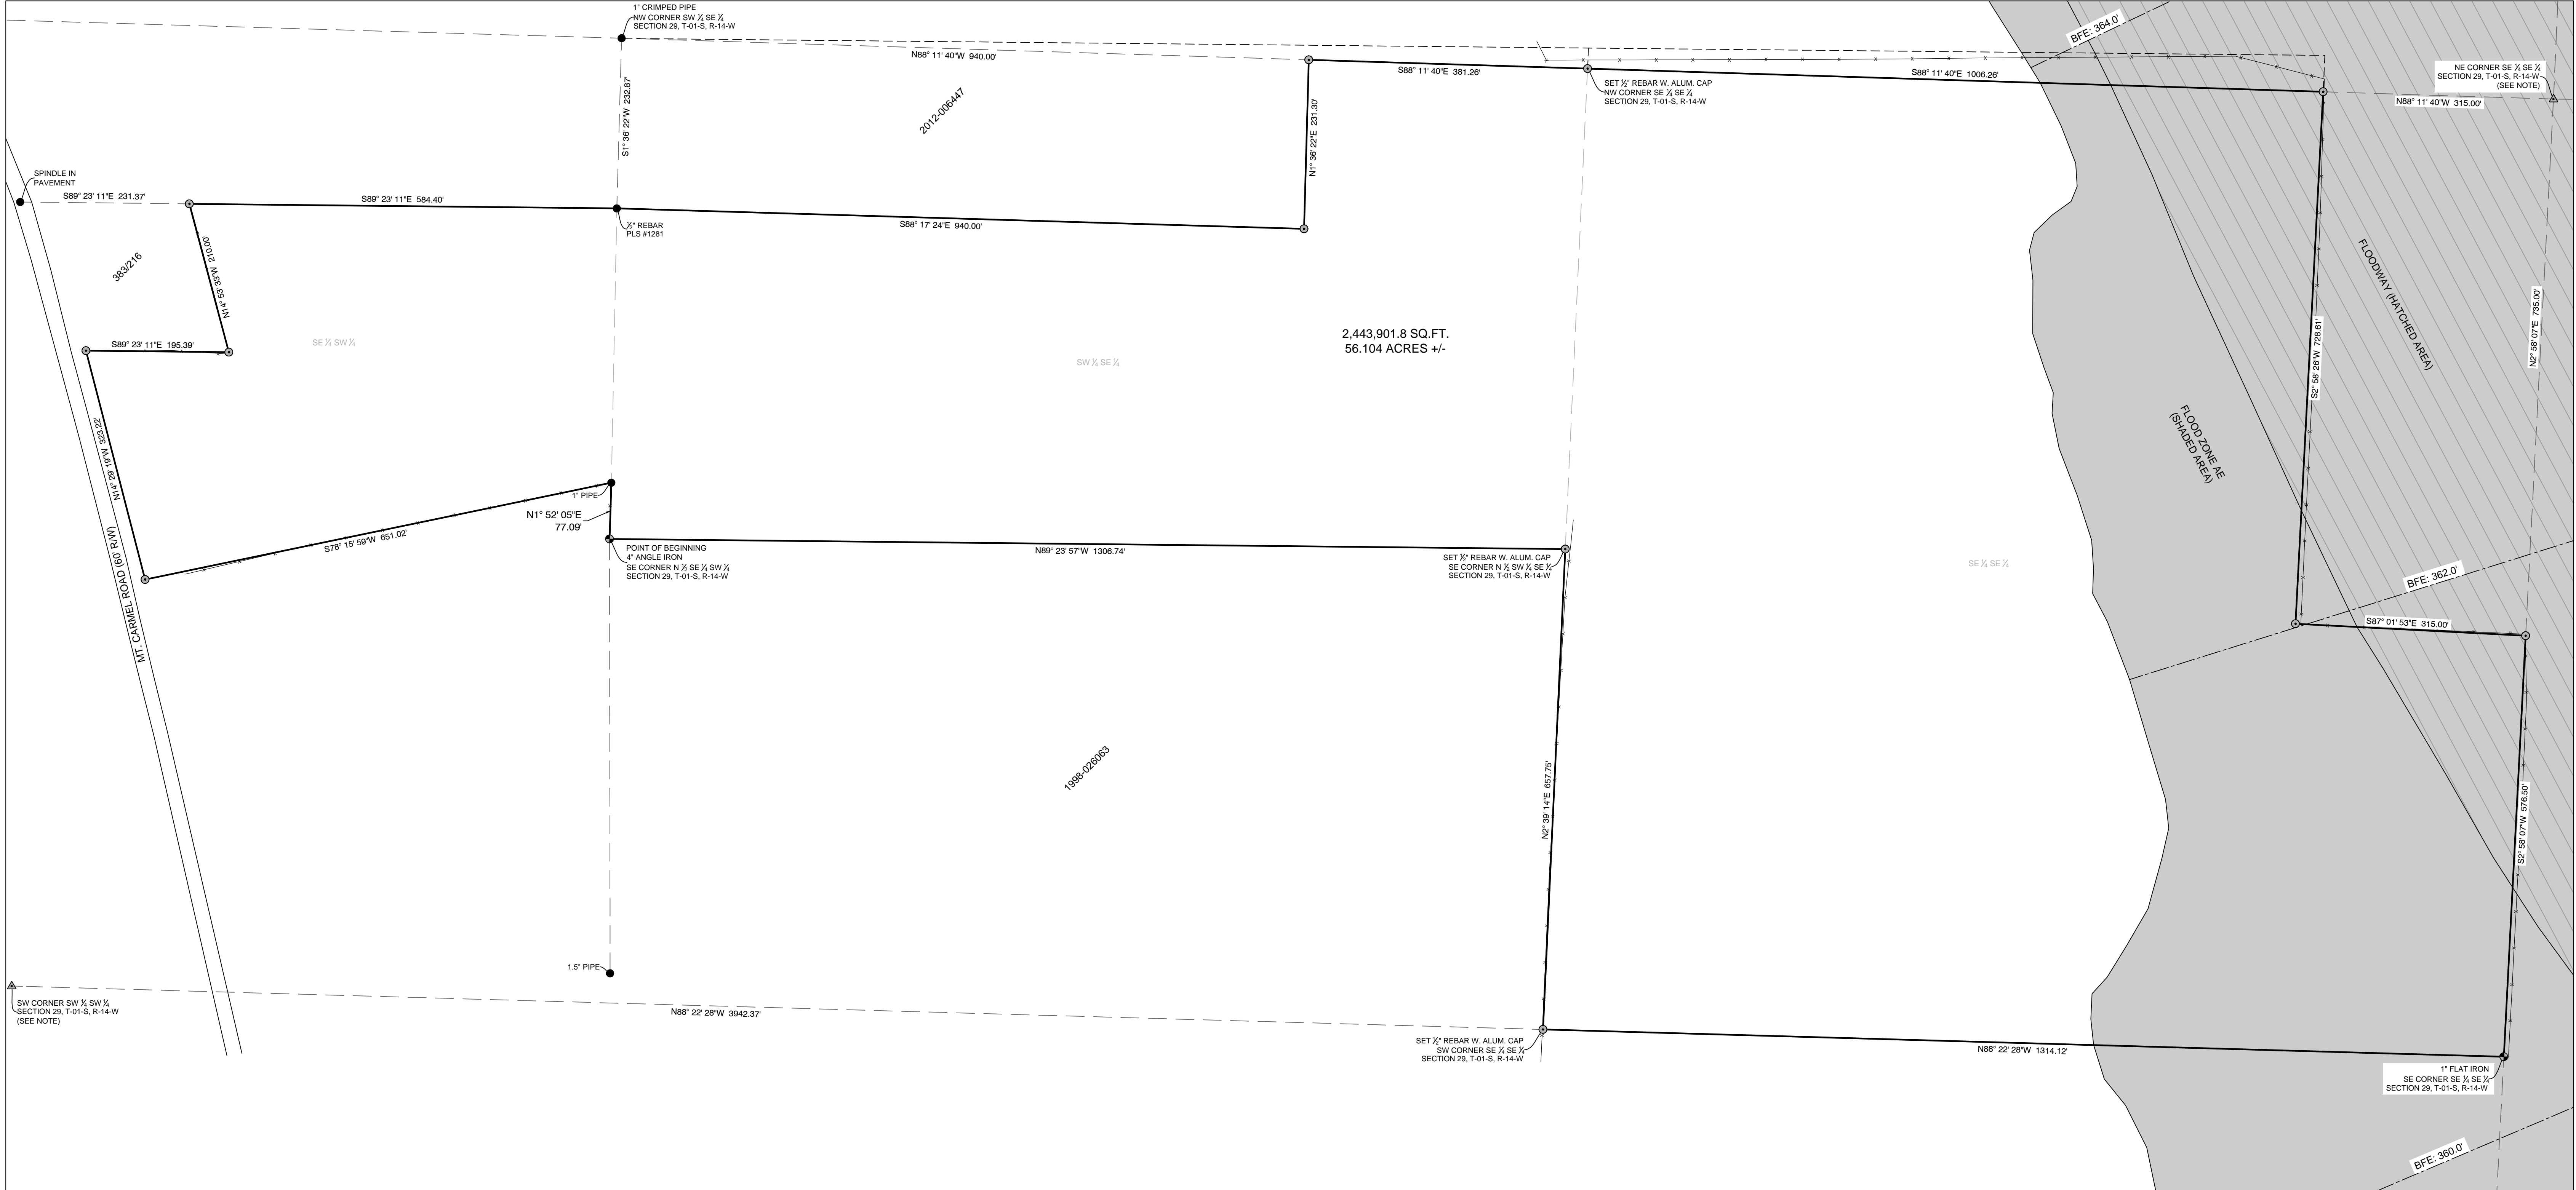 1" CRIMPED PIPE
NW CORNER SW ¼ SE ¼
SECTION 29, T-01-S, R-14-W
N88° 11' 40"W  940.00'
S1° 36' 22"W  232.87'
2012-006447
S88° 11' 40"E  381.26'
N1° 36' 22"E  231.30'
SET ½" REBAR W. ALUM. CAP
NW CORNER SE ¼ SE ¼
SECTION 29, T-01-S, R-14-W
S88° 11' 40"E  1006.26'
BFE: 364.0'
NE CORNER SE ¼ SE ¼
SECTION 29, T-01-S, R-14-W
(SEE NOTE)
N88° 11' 40"W  315.00'
SPINDLE IN
PAVEMENT
S89° 23' 11"E  231.37'
S89° 23' 11"E  584.40'
½" REBAR
PLS #1281
S88° 17' 24"E  940.00'
383/216
N14° 53' 33"W  210.00'
S89° 23' 11"E  195.39'
SE ¼ SW ¼
SW ¼ SE ¼
2,443,901.8 SQ.FT.
56.104 ACRES +/-
S2° 58' 26"W  728.61'
FLOODWAY (HATCHED AREA)
N2° 58' 07"E  735.00'
FLOOD ZONE AE
(SHADED AREA)
N14° 29' 19"W  323.22'
1" PIPE
N1° 52' 05"E
77.09'
S78° 15' 59"W  651.02'
MT. CARMEL ROAD (60' R/W)
POINT OF BEGINNING
4" ANGLE IRON
SE CORNER N ½ SE ¼ SW ¼
SECTION 29, T-01-S, R-14-W
N89° 23' 57"W  1306.74'
SET ½" REBAR W. ALUM. CAP
SE CORNER N ½ SW ¼ SE ¼
SECTION 29, T-01-S, R-14-W
SE ¼ SE ¼
BFE: 362.0'
S87° 01' 53"E  315.00'
1998-026063
N2° 39' 14"E  657.75'
S2° 58' 07"W  576.50'
1.5" PIPE
SW CORNER SW ¼ SW ¼
SECTION 29, T-01-S, R-14-W
(SEE NOTE)
N88° 22' 28"W  3942.37'
SET ½" REBAR W. ALUM. CAP
SW CORNER SE ¼ SE ¼
SECTION 29, T-01-S, R-14-W
N88° 22' 28"W  1314.12'
1" FLAT IRON
SE CORNER SE ¼ SE ¼
SECTION 29, T-01-S, R-14-W
BFE: 360.0'